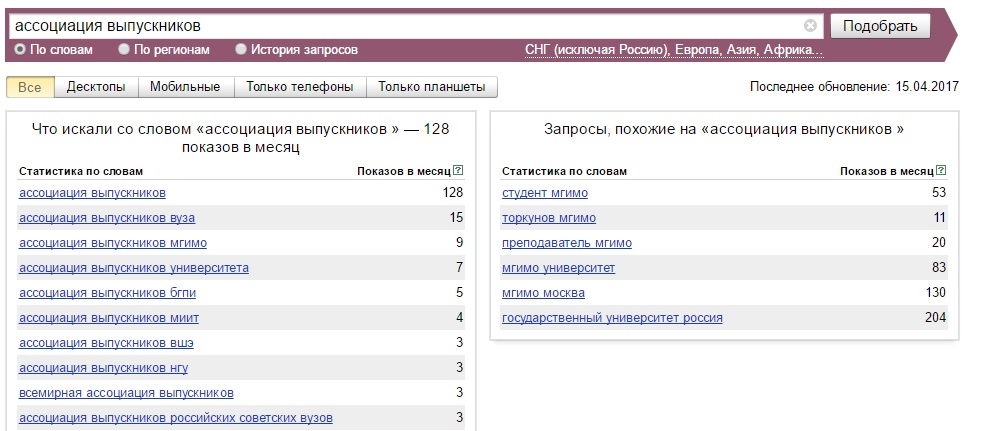 ассоциация выпускников
Подобрать
По словам По регионам История запросов СНГ (исключая Россию), Европа, Азия, Африка...
Все Десктопы Мобильные Только телефоны Только планшеты Последнее обновление: 15.04.2017
Что искали со словом «ассоциация выпускников » — 128
показов в месяц
Статистика по словам Показов в месяц ?
ассоциация выпускников 128
ассоциация выпускников вуза 15
ассоциация выпускников мгимо 9
ассоциация выпускников университета 7
ассоциация выпускников бгпи 5
ассоциация выпускников миит 4
ассоциация выпускников вшэ 3
ассоциация выпускников нгу 3
всемирная ассоциация выпускников 3
ассоциация выпускников российских советских вузов 3
Запросы, похожие на «ассоциация выпускников »
Статистика по словам Показов в месяц ?
студент мгимо 53
торкунов мгимо 11
преподаватель мгимо 20
мгимо университет 83
мгимо москва 130
государственный университет россия 204